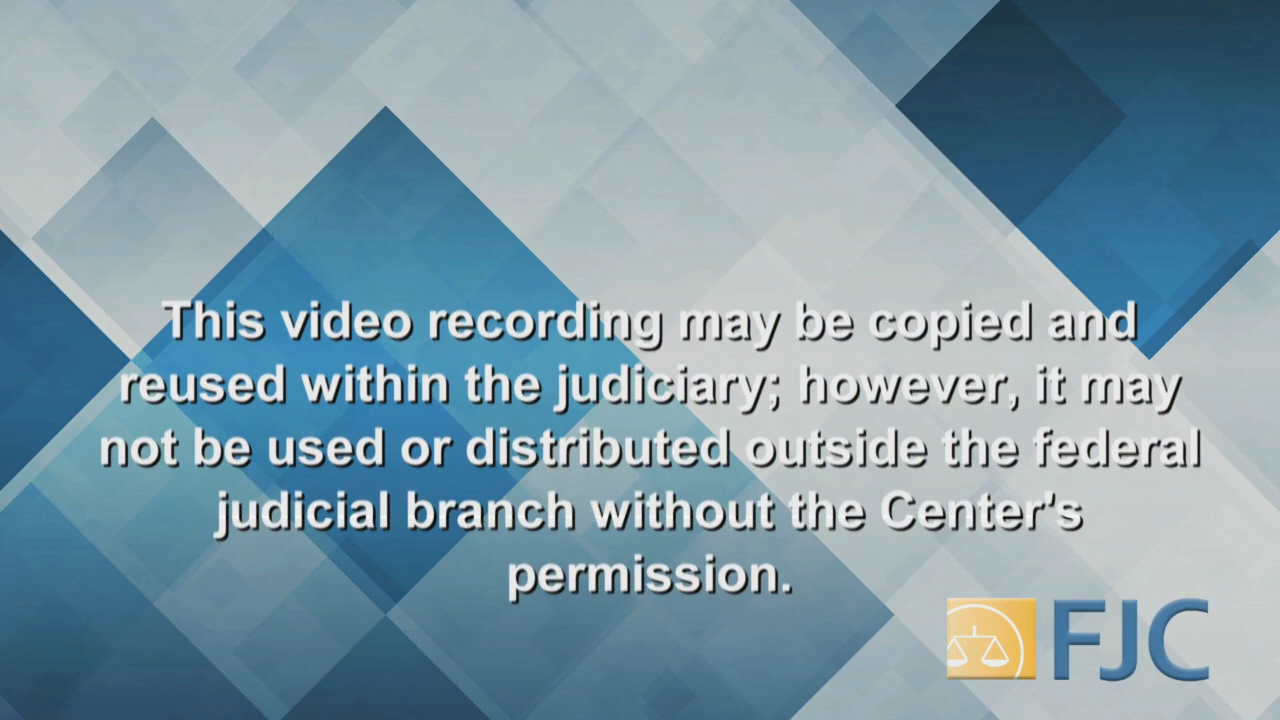 This video recording may be copied and
reused within the judiciary; however, it may
not be used or distributed outside the federal
judicial branch without the Center's
permission.
FJC